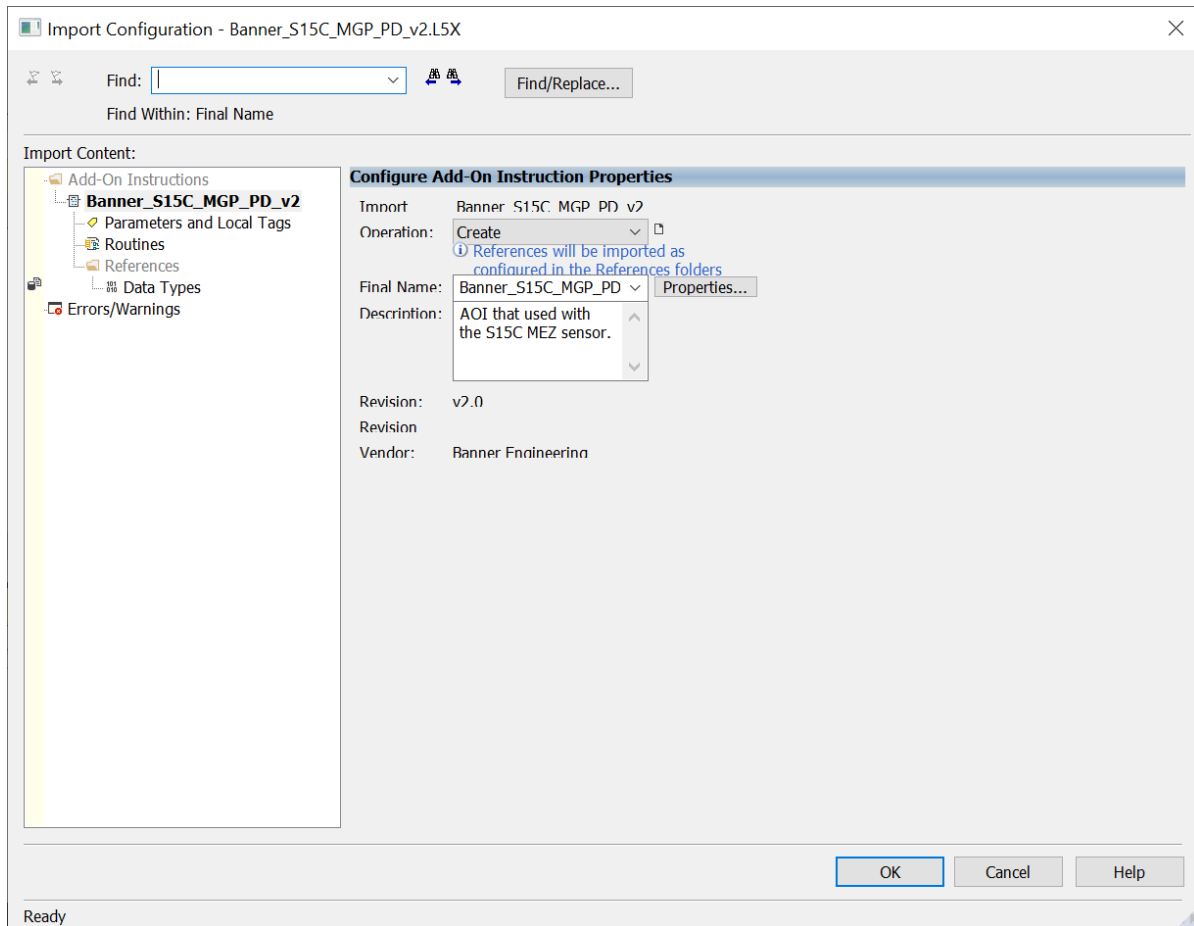 Import Configuration - Banner_S15C_MGP_PD_v2.L5X
Find:
Find/Replace...
Find Within: Final Name
Import Content:
Add-On Instructions
Banner_S15C_MGP_PD_v2
Parameters and Local Tags
Routines
References
Data Types
Errors/Warnings
Configure Add-On Instruction Properties
Import Banner_S15C_MGP_PD_v2
Operation: Create
References will be imported as
configured in the References folders
Final Name: Banner_S15C_MGP_PD Properties...
Description: AOI that used with
the S15C MEZ sensor.
Revision: v2.0
Revision
Vendor: Banner Engineering
OK Cancel Help
Ready